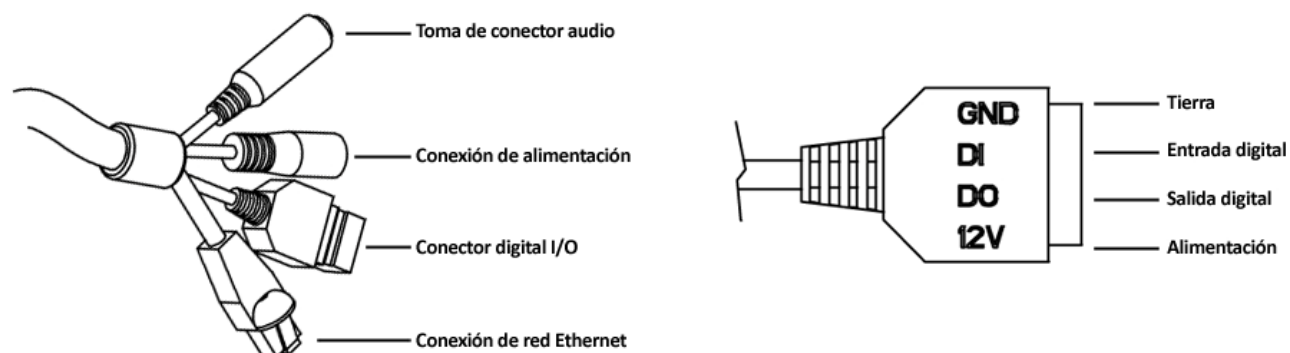 Toma de conector audio
Conexión de alimentación
Conector digital I/O
Conexión de red Ethernet
GND
DI
DO
12V
Tierra
Entrada digital
Salida digital
Alimentación